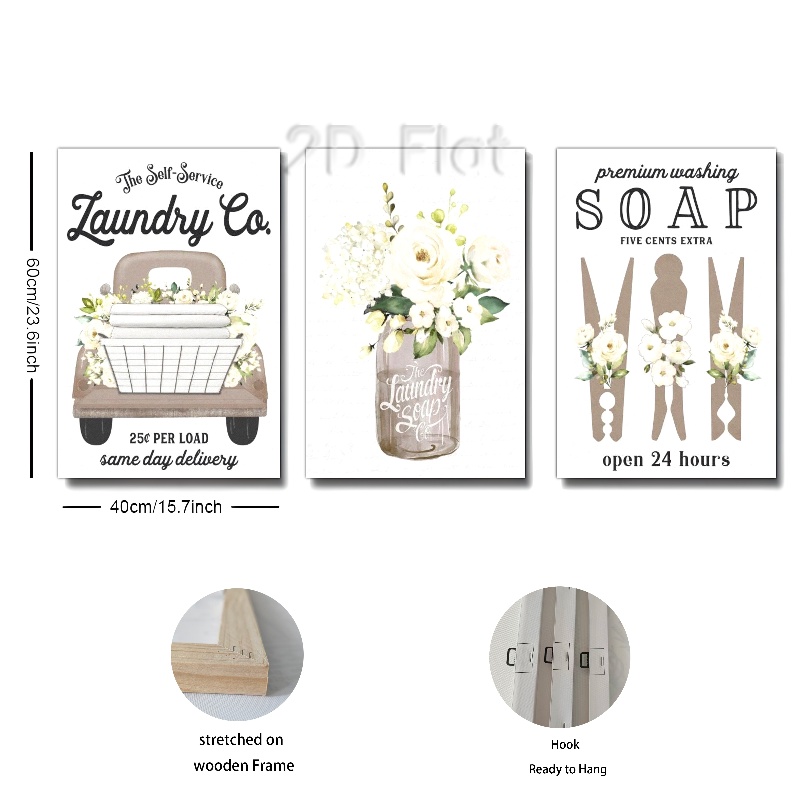 2D Flat
The Self-Service
Laundry Co.
25¢ PER LOAD
same day delivery
The
Laundry
Soap
Co.
premium washing
SOAP
FIVE CENTS EXTRA
open 24 hours
60cm/23.6inch
40cm/15.7inch
stretched on
wooden Frame
Hook
Ready to Hang